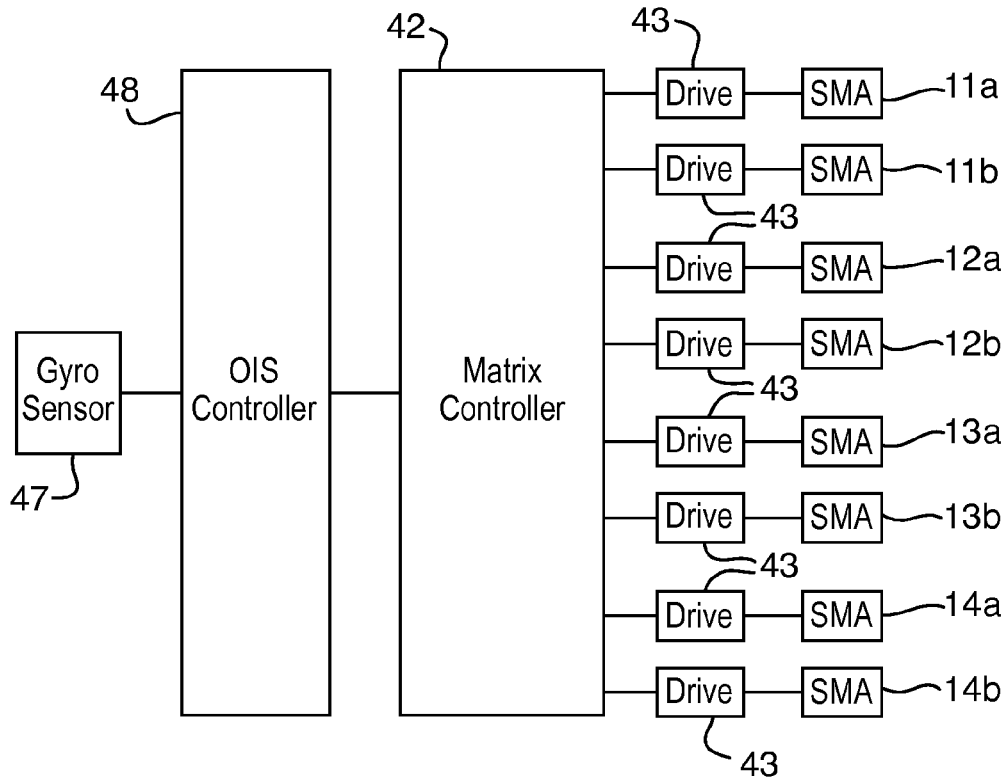 42
43
48
Drive
SMA
11a
Drive
SMA
11b
43
Drive
SMA
12a
Gyro
Sensor
OIS
Controller
Matrix
Controller
Drive
SMA
12b
43
Drive
SMA
13a
47
Drive
SMA
13b
43
Drive
SMA
14a
Drive
SMA
14b
43